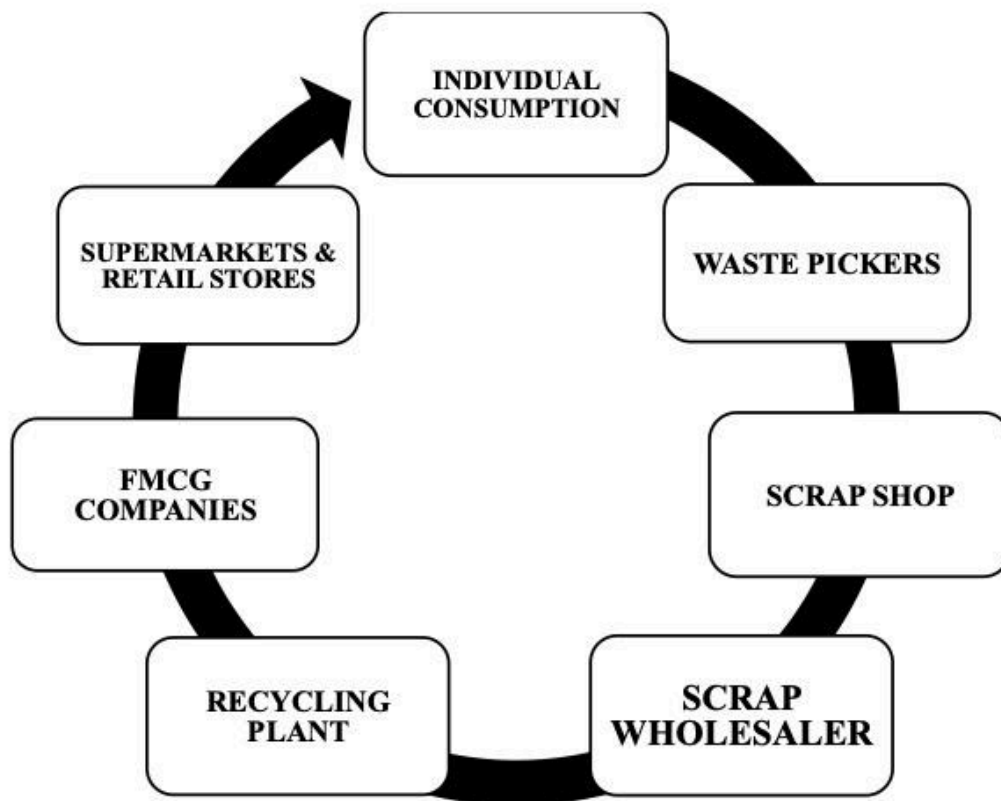 INDIVIDUAL
CONSUMPTION
WASTE PICKERS
SCRAP SHOP
SCRAP
WHOLESALER
RECYCLING
PLANT
FMCG
COMPANIES
SUPERMARKETS &
RETAIL STORES